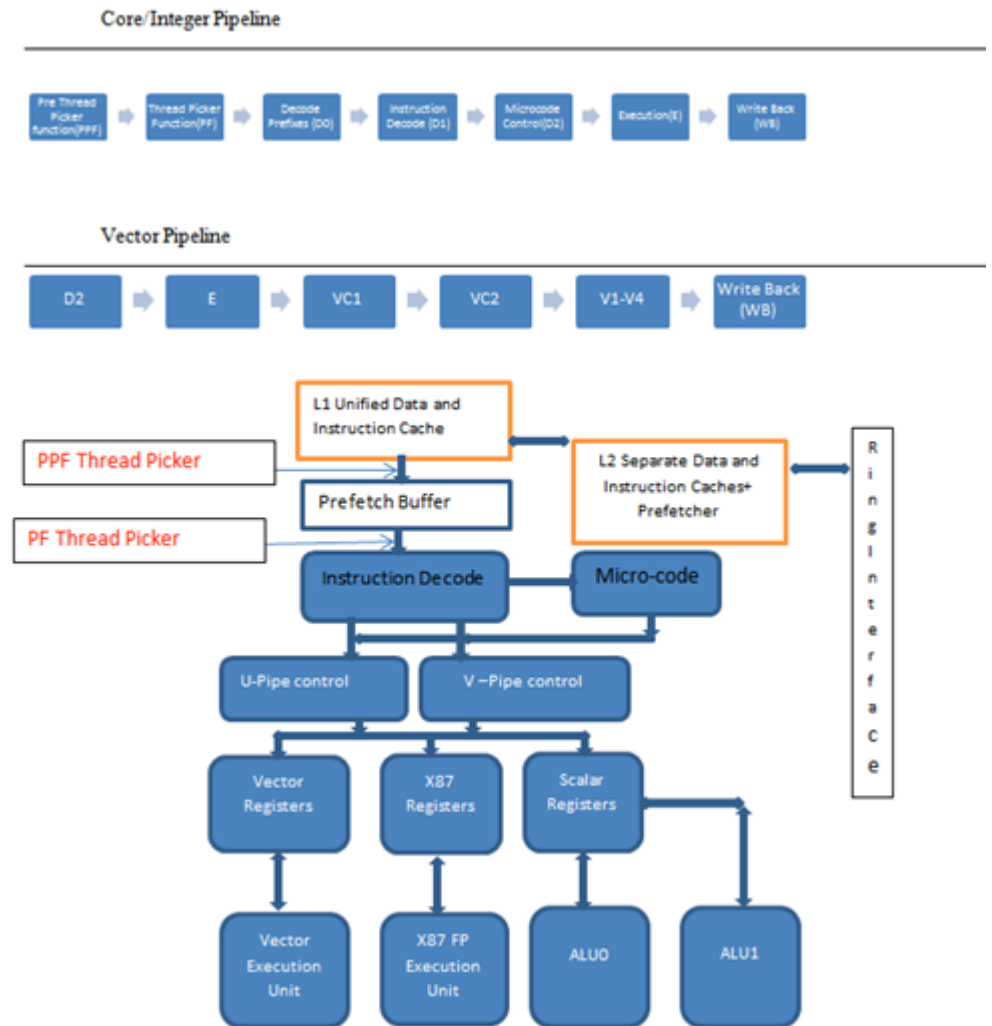 Core/Integer Pipeline
Pre Thread
Picker
function(PPF)
Thread Picker
Function(PF)
Decode
Prefixes (D0)
Instruction
Decode (D1)
Microcode
Control(D2)
Execution(E)
Write Back
(WB)
Vector Pipeline
D2
E
VC1
VC2
V1-V4
Write Back
(WB)
L1 Unified Data and
Instruction Cache
PPF Thread Picker
L2 Separate Data and
Instruction Caches+
Prefetcher
Prefetch Buffer
PF Thread Picker
Instruction Decode
Micro-code
U-Pipe control
V –Pipe control
Vector
Registers
X87
Registers
Scalar
Registers
Vector
Execution
Unit
X87 FP
Execution
Unit
ALU0
ALU1
R
i
n
g
I
n
t
e
r
f
a
c
e